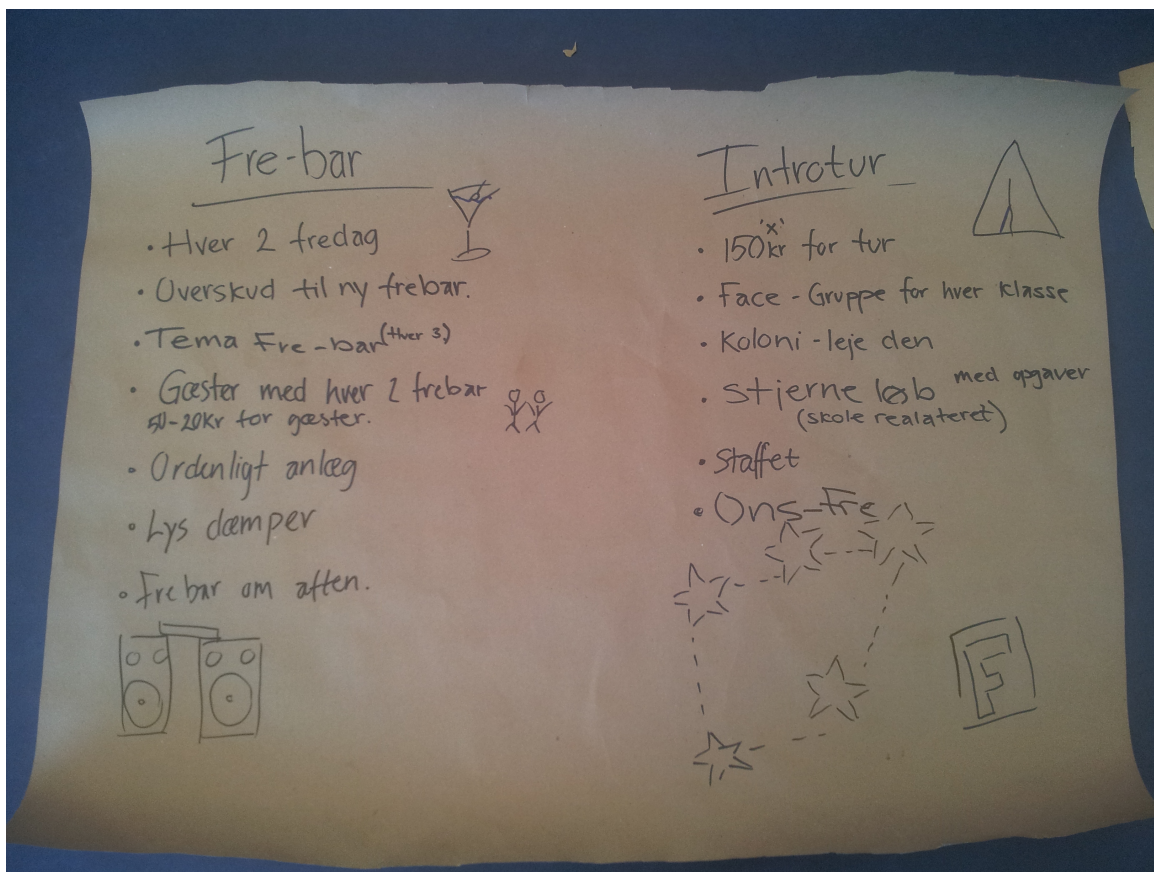 Fre-bar
• Hver 2 fredag
• Overskud til ny frebar.
• Tema Fre-bar (Hver 3)
• Gæster med hver 2 frebar
-20kr for gæster.
• Ordenligt anlæg
• Lys dæmper
• Fre bar om aften.
Introtur
'x'
• 150kr for tur
• Face-Gruppe for hver klasse
• Koloni-leje den
• Stjerne løb med opgaver
(skole realateret)
• Staffet
• Ons-Fre
F